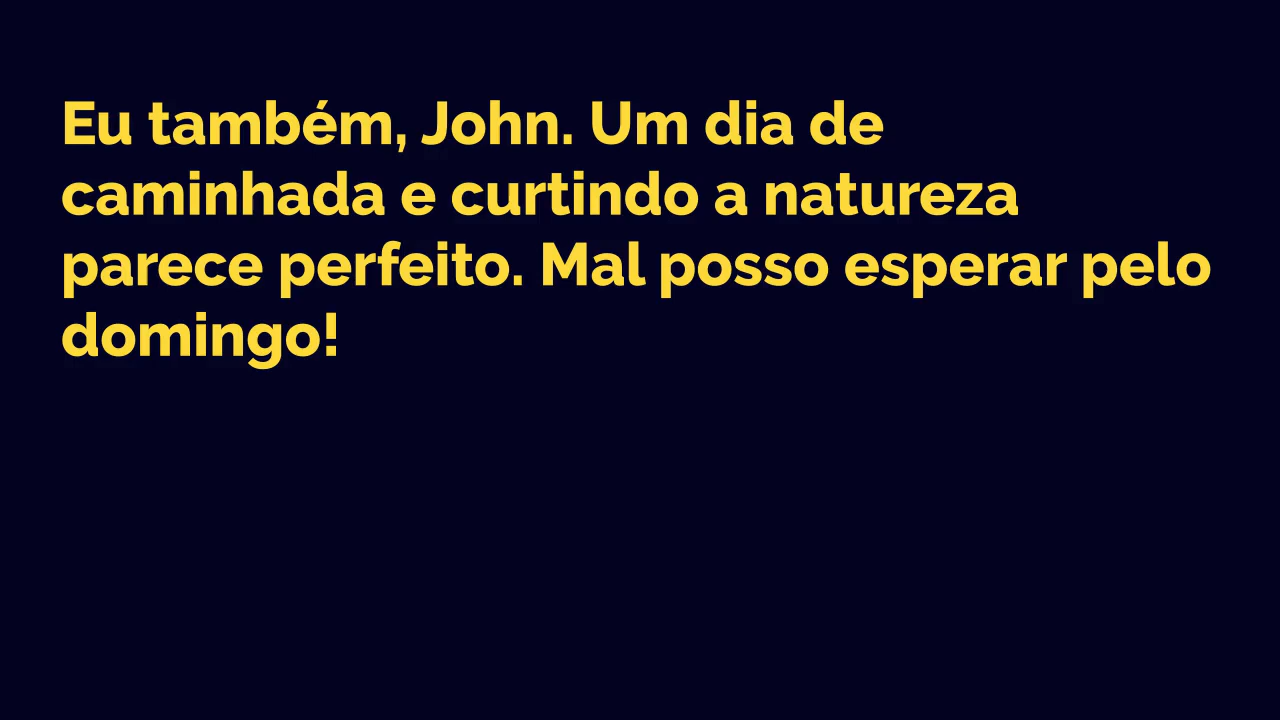 Eu também, John. Um dia de
caminhada e curtindo a natureza
parece perfeito. Mal posso esperar pelo
domingo!